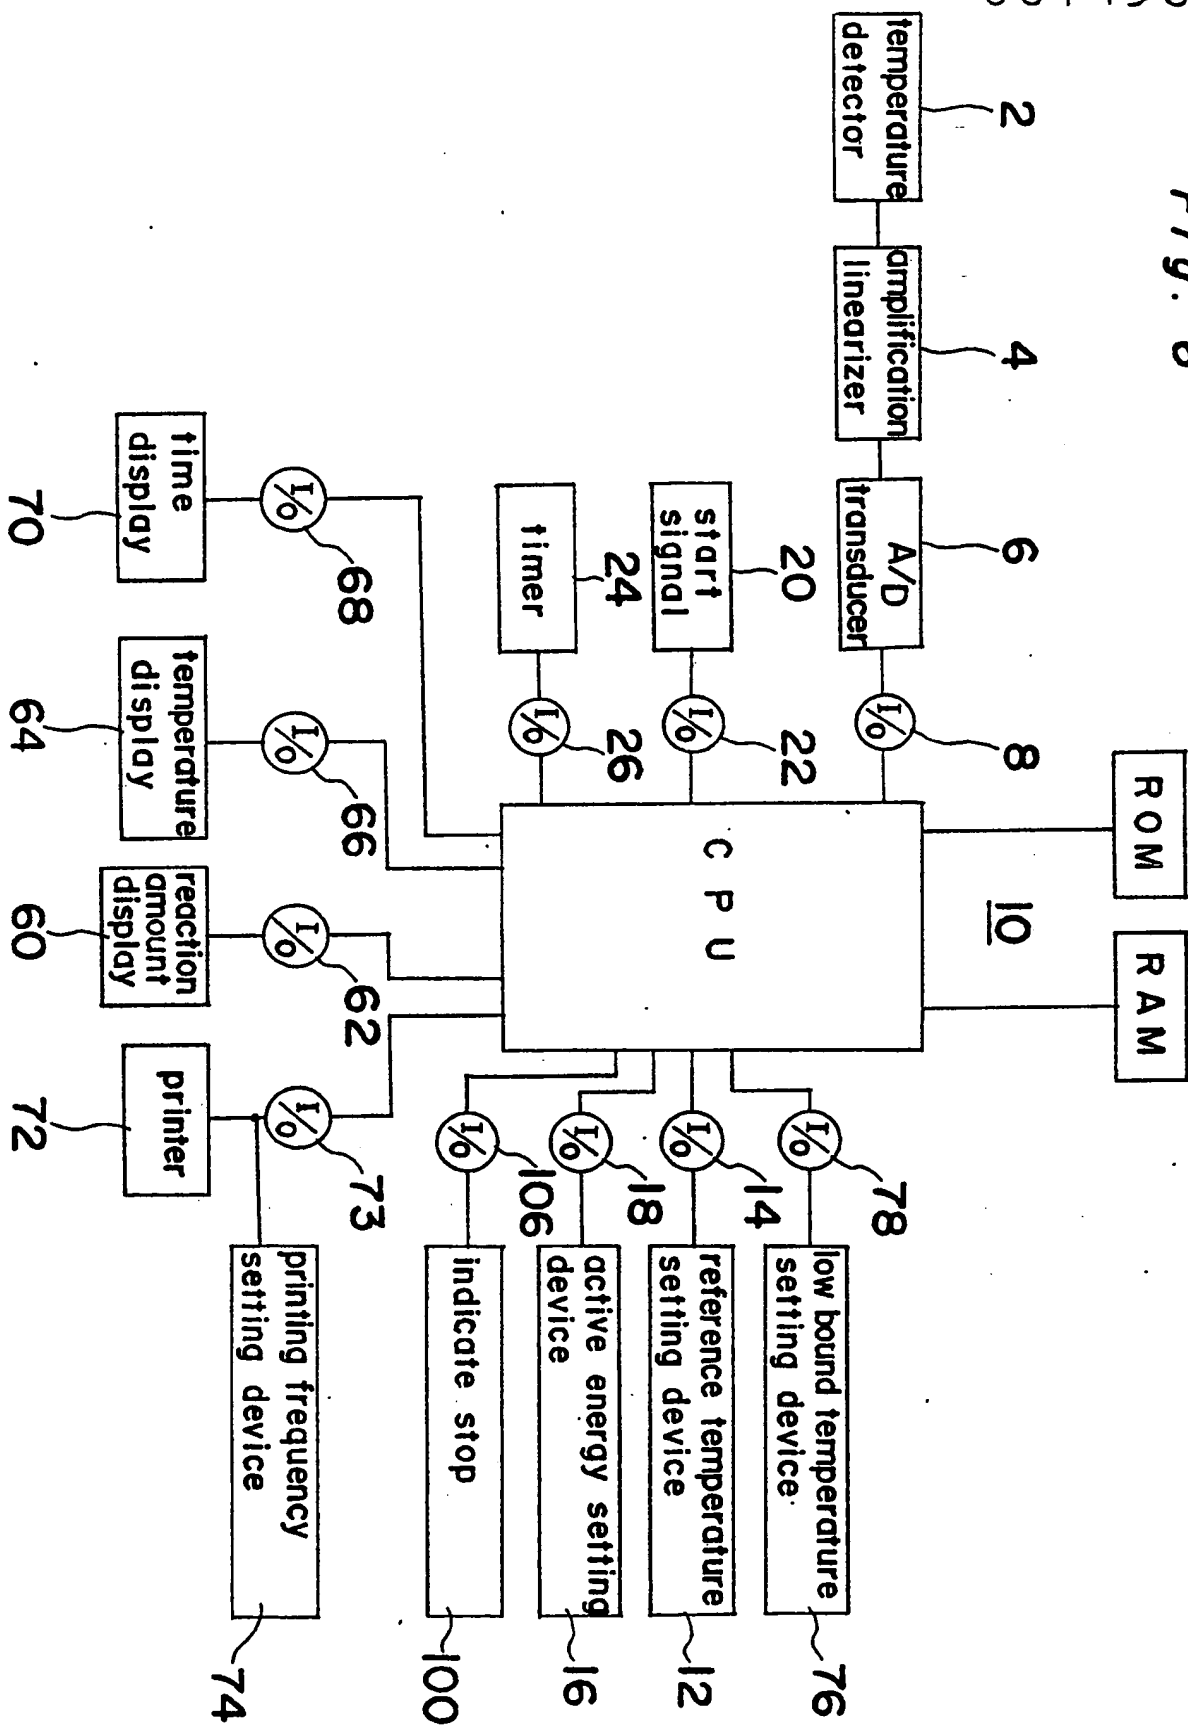 Fig.
ROM
RAM
2
4
6
8
10
temperature
detector
amplification
linearizer
A/D
transducer
I/O
CPU
20
start
signal
I/O
22
24
timer
I/O
26
I/O
78
low bound temperature
setting device
76
I/O
14
reference temperature
setting device
12
I/O
18
active energy setting
device
16
I/O
106
indicate stop
100
I/O
68
I/O
66
I/O
62
I/O
73
time
display
70
temperature
display
64
reaction
amount
display
60
printer
72
printing frequency
setting device
74